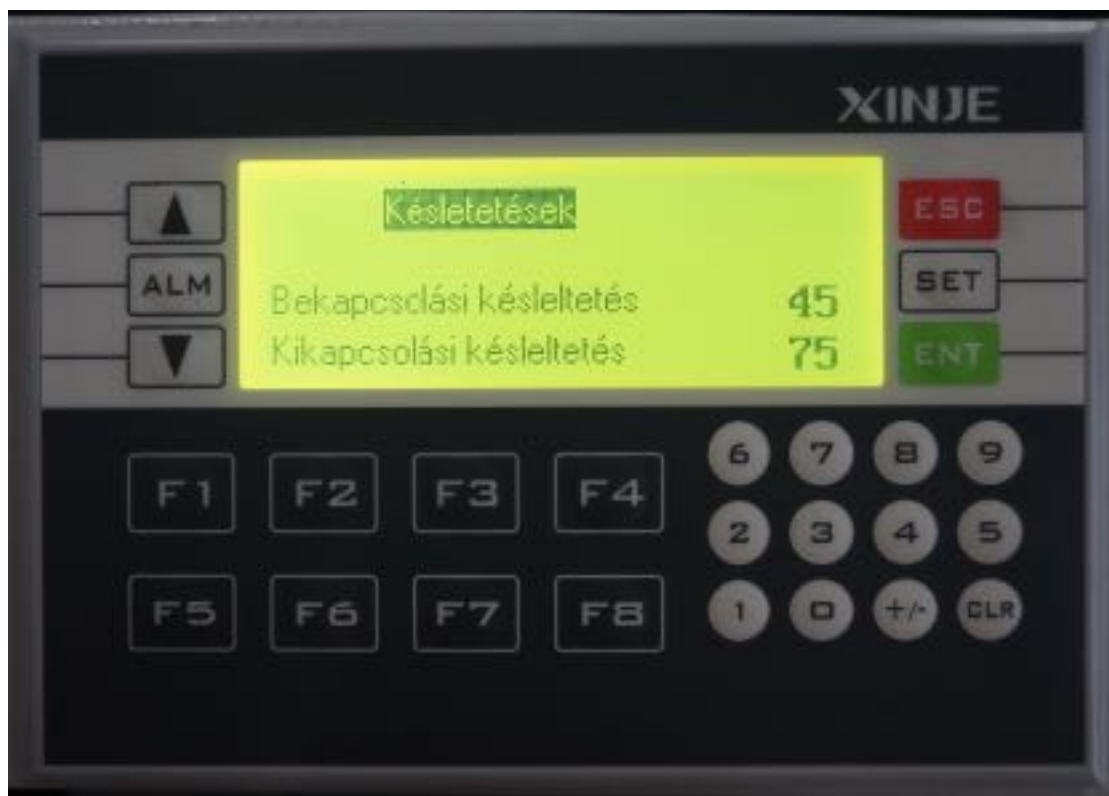 XINJE
Késletetések
Bekapcsolási késleltetés 45
Kikapcsolási késleltetés 75
▲
ALM
▼
ESC
SET
ENT
F1 F2 F3 F4
F5 F6 F7 F8
6 7 8 9
2 3 4 5
1 0 +/- CLR